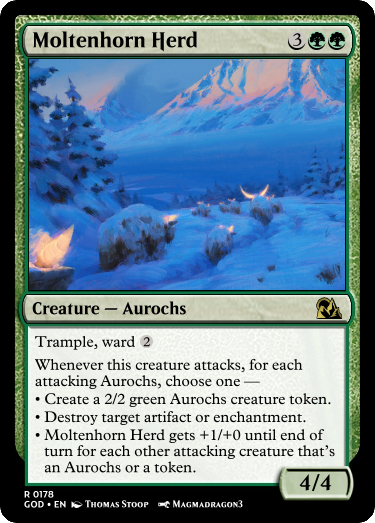 Moltenhorn Herd 3
Creature — Aurochs
Trample, ward 2
Whenever this creature attacks, for each
attacking Aurochs, choose one —
• Create a 2/2 green Aurochs creature token.
• Destroy target artifact or enchantment.
• Moltenhorn Herd gets +1/+0 until end of
turn for each other attacking creature that's
an Aurochs or a token.
4/4
R 0178
GOD • EN Thomas Stoop Magmadragon3